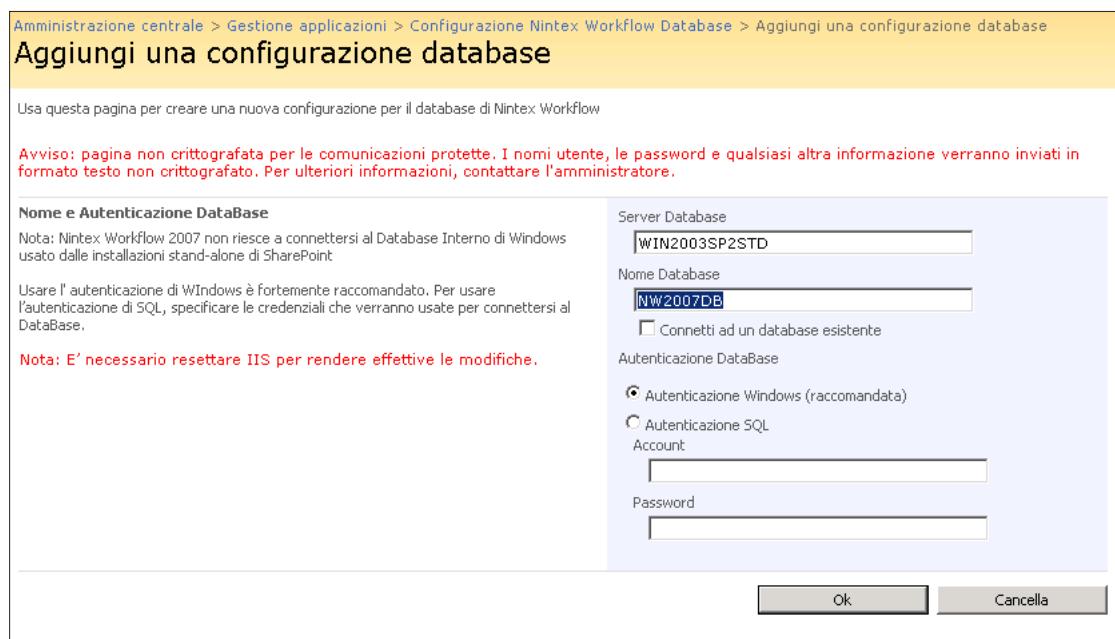 Amministrazione centrale > Gestione applicazioni > Configurazione Nintex Workflow Database > Aggiungi una configurazione database
Aggiungi una configurazione database
Usa questa pagina per creare una nuova configurazione per il database di Nintex Workflow
Avviso: pagina non crittografata per le comunicazioni protette. I nomi utente, le password e qualsiasi altra informazione verranno inviati in
formato testo non crittografato. Per ulteriori informazioni, contattare l'amministratore.
Nome e Autenticazione DataBase
Nota: Nintex Workflow 2007 non riesce a connettersi al Database Interno di Windows
usato dalle installazioni stand-alone di SharePoint
Usare l' autenticazione di WIndows è fortemente raccomandato. Per usare
l'autenticazione di SQL, specificare le credenziali che verranno usate per connettersi al
DataBase.
Nota: E' necessario resettare IIS per rendere effettive le modifiche.
Server Database
WIN2003SP2STD
Nome Database
NW2007DB
Connetti ad un database esistente
Autenticazione DataBase
Autenticazione Windows (raccomandata)
Autenticazione SQL
Account
Password
Ok
Cancella